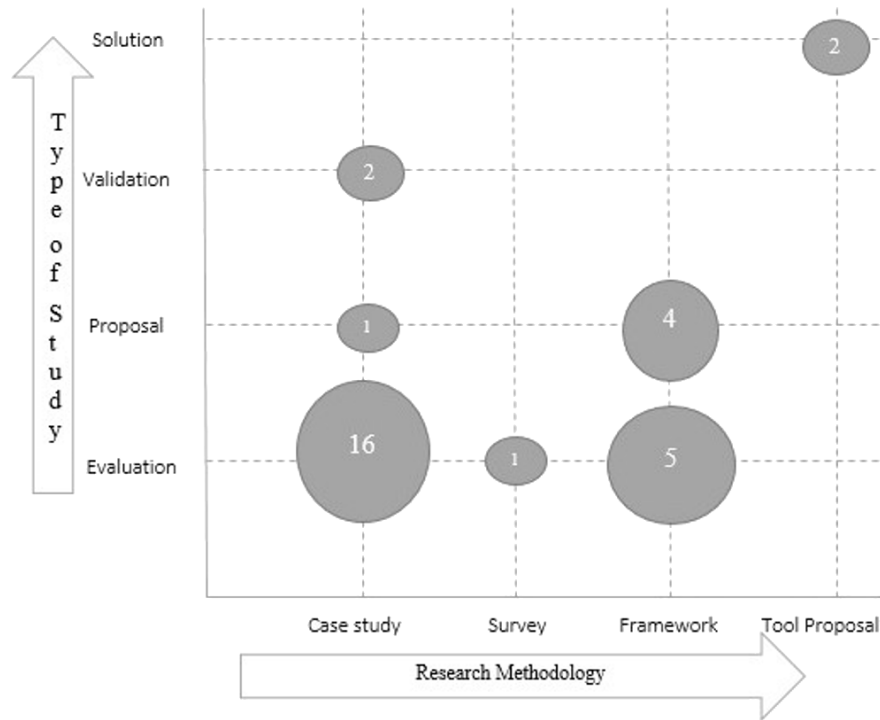 Solution
2
Type of Study
Validation
2
Proposal
1
4
Evaluation
16
1
5
Case study
Survey
Framework
Tool Proposal
Research Methodology